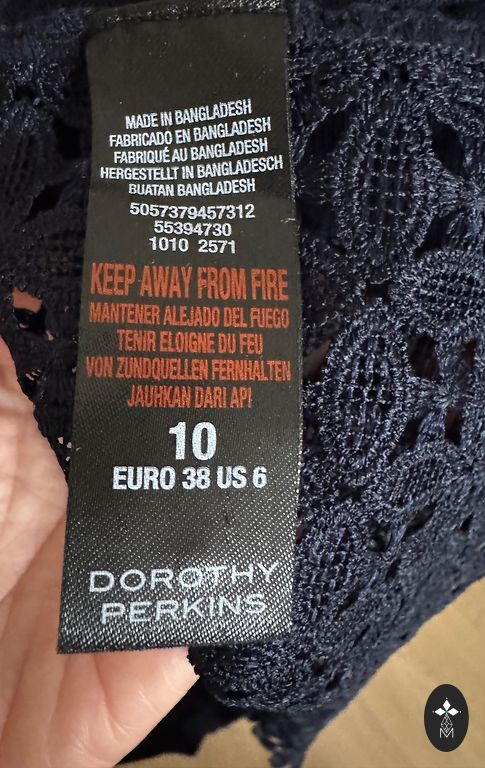 MADE IN BANGLADESH
FABRICADO EN BANGLADESH
FABRIQUÉ AU BANGLADESH
HERGESTELLT IN BANGLADESCH
BUATAN BANGLADESH
5057379457312
55394730
1010 2571
KEEP AWAY FROM FIRE
MANTENER ALEJADO DEL FUEGO
TENIR ELOIGNE DU FEU
VON ZUNDQUELLEN FERNHALTEN
JAUHKAN DARI API
10
EURO 38 US 6
DOROTHY
PERKINS
M